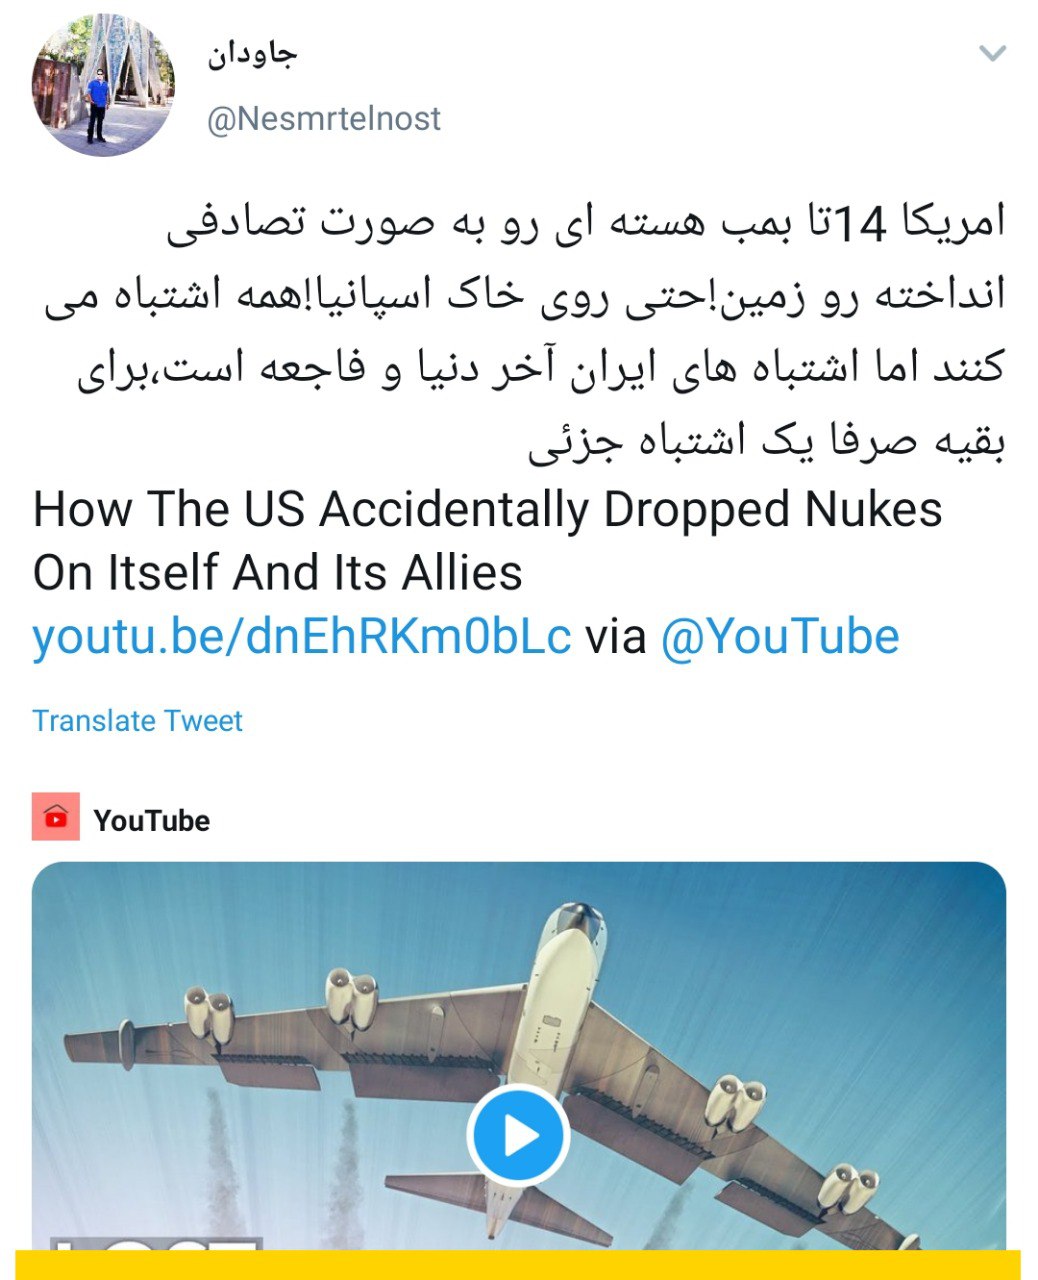 جاودان
@Nesmrtelnost
امریکا 14تا بمب هسته ای رو به صورت تصادفی
انداخته رو زمین!حتی روی خاک اسپانیا!همه اشتباه می
کنند اما اشتباه های ایران آخر دنیا و فاجعه است،برای
بقیه صرفا یک اشتباه جزئی
How The US Accidentally Dropped Nukes
On Itself And Its Allies
youtu.be/dnEhRKm0bLc via @YouTube
Translate Tweet
YouTube